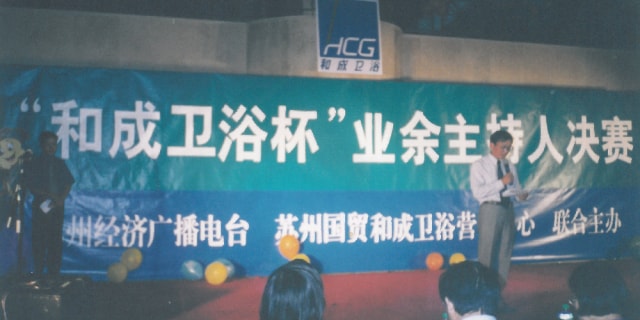 HCG
和成卫浴
“和成卫浴杯”业余主持人决赛
州经济广播电台 苏州国贸和成卫浴营 心 联合主办